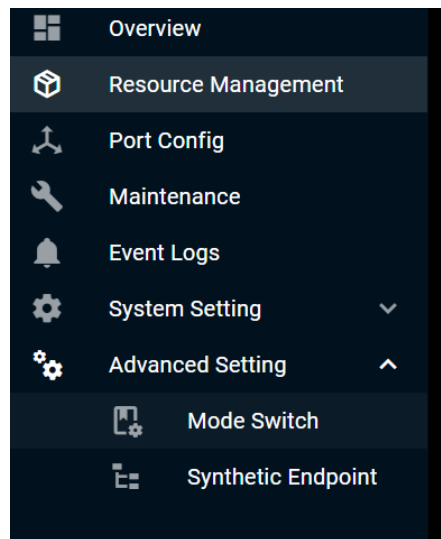 Overview
Resource Management
Port Config
Maintenance
Event Logs
System Setting
Advanced Setting
Mode Switch
Synthetic Endpoint